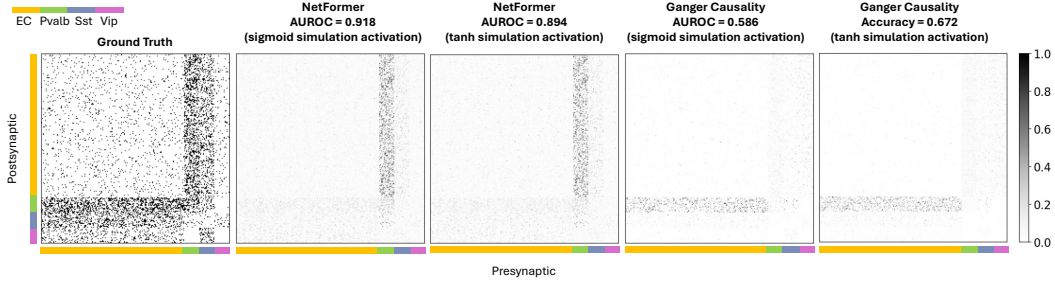 EC Pvalb Sst Vip
Ground Truth
NetFormer
AUROC = 0.918
(sigmoid simulation activation)
NetFormer
AUROC = 0.894
(tanh simulation activation)
Ganger Causality
AUROC = 0.586
(sigmoid simulation activation)
Ganger Causality
Accuracy = 0.672
(tanh simulation activation)
Postsynaptic
Presynaptic
1.0
0.8
0.6
0.4
0.2
0.0